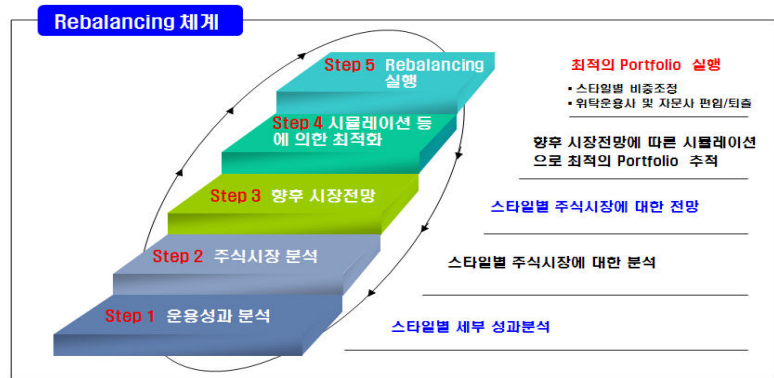 Rebalancing 체계
Step 5 Rebalancing
실행
최적의 Portfolio 실행
▪ 스타일별 비중조정
▪ 위탁운용사 및 자문사 편입/퇴출
Step 4 시뮬레이션 등
에 의한 최적화
향후 시장전망에 따른 시뮬레이션
으로 최적의 Portfolio 추적
Step 3 향후 시장전망
스타일별 주식시장에 대한 전망
Step 2 주식시장 분석
스타일별 주식시장에 대한 분석
Step 1 운용성과 분석
스타일별 세부 성과분석